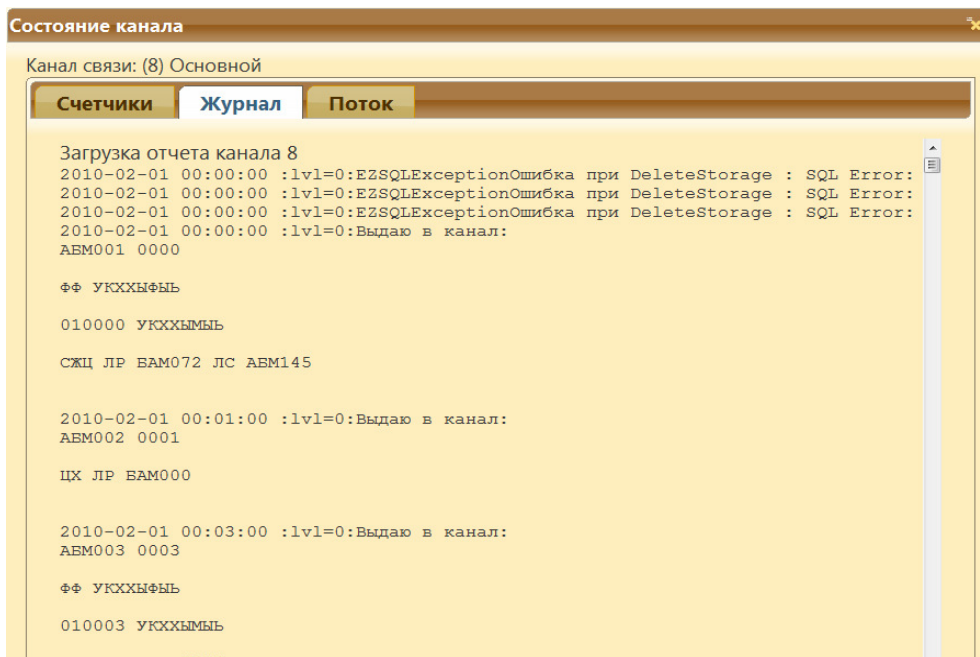 Состояние канала
Канал связи: (8) Основной
Счетчики Журнал Поток
Загрузка отчета канала 8
2010-02-01 00:00:00 :lvl=0:EZSQLExceptionОшибка при DeleteStorage : SQL Error:
2010-02-01 00:00:00 :lvl=0:EZSQLExceptionОшибка при DeleteStorage : SQL Error:
2010-02-01 00:00:00 :lvl=0:EZSQLExceptionОшибка при DeleteStorage : SQL Error:
2010-02-01 00:00:00 :lvl=0:Выдаю в канал:
АБМ001 0000
ФФ УКХХЫФЫЬ
010000 УКХХЫМЫЬ
СЖЦ ЛР БАМ072 ЛС АБМ145
2010-02-01 00:01:00 :lvl=0:Выдаю в канал:
АБМ002 0001
ЦХ ЛР БАМ000
2010-02-01 00:03:00 :lvl=0:Выдаю в канал:
АБМ003 0003
ФФ УКХХЫФЫЬ
010003 УКХХЫМЫЬ